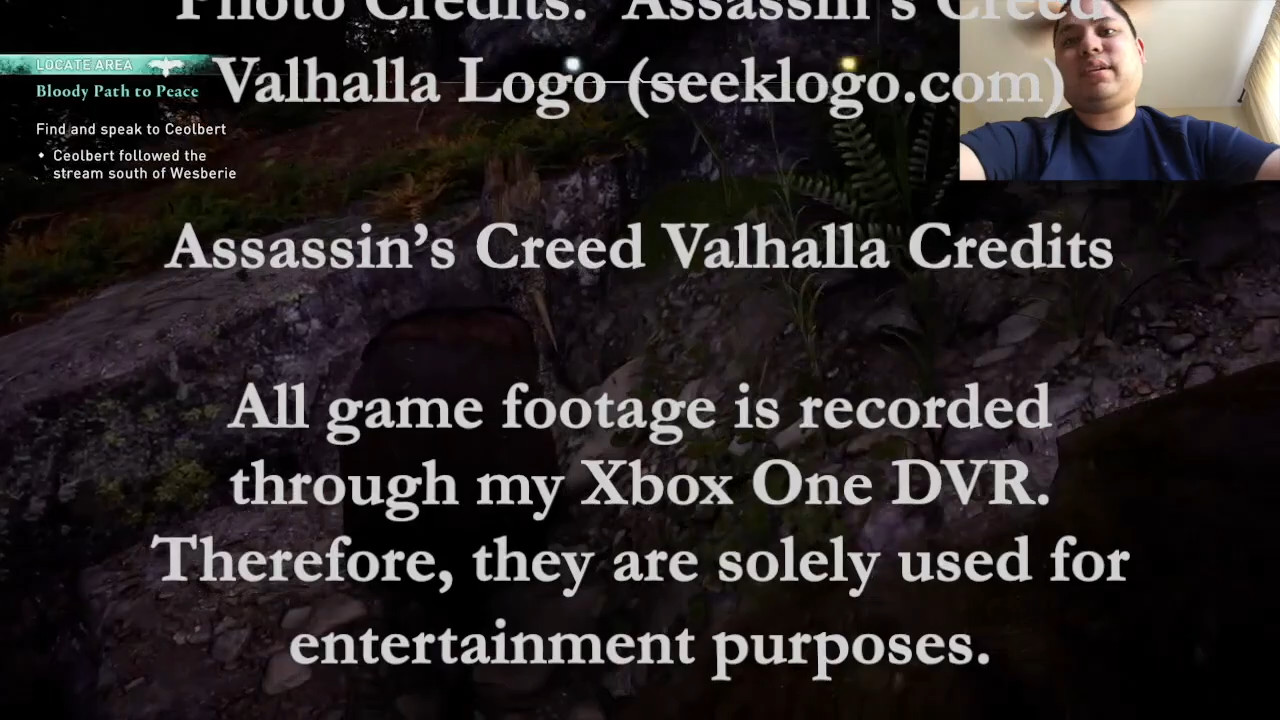 Photo Credits: Assassin's Creed
LOCATE AREA
Valhalla Logo (seeklogo.com)
Bloody Path to Peace
Find and speak to Ceolbert
• Ceolbert followed the
stream south of Wesberie
Assassin's Creed Valhalla Credits
All game footage is recorded
through my Xbox One DVR.
Therefore, they are solely used for
entertainment purposes.